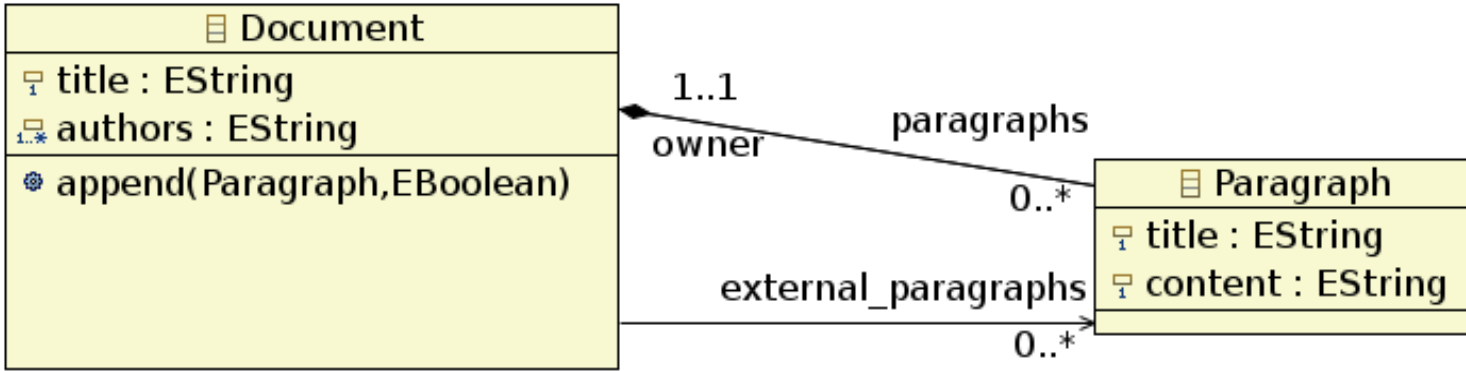 Document
title : EString
authors : EString
append(Paragraph,EBoolean)
1..1
owner
paragraphs
0..*
external_paragraphs
0..*
Paragraph
title : EString
content : EString